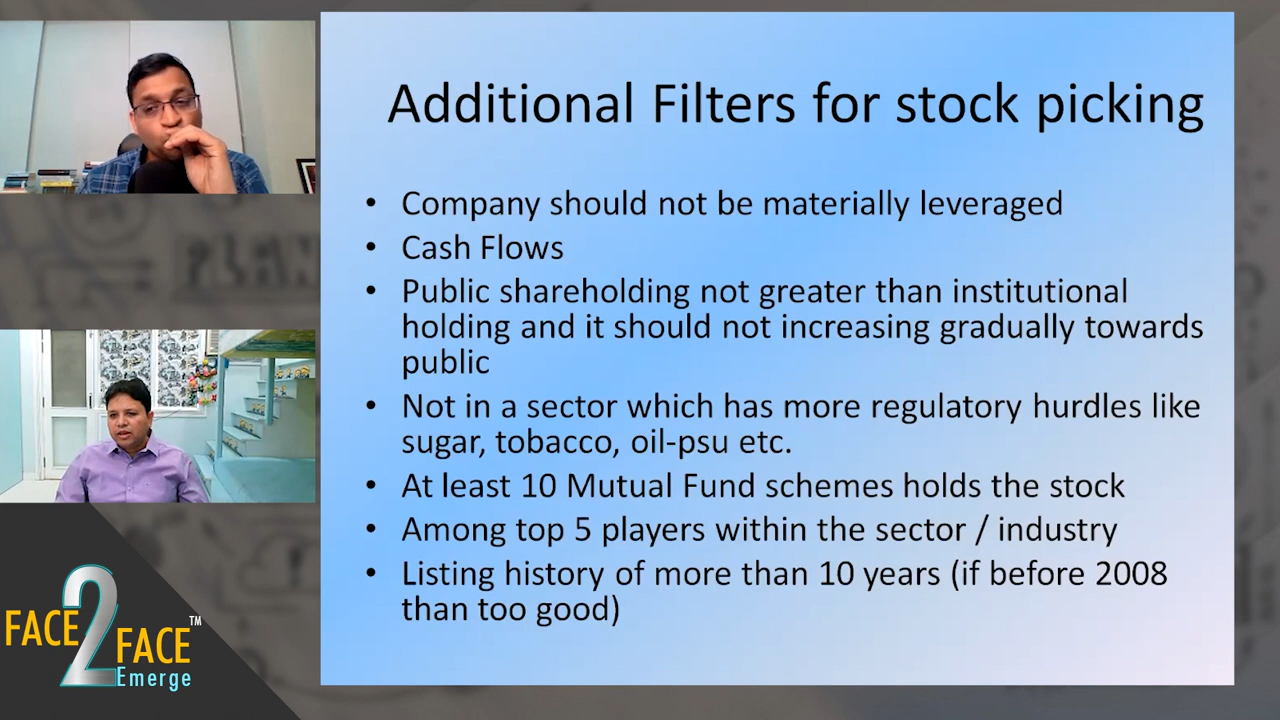 Additional Filters for stock picking
• Company should not be materially leveraged
• Cash Flows
• Public shareholding not greater than institutional
holding and it should not increasing gradually towards
public
• Not in a sector which has more regulatory hurdles like
sugar, tobacco, oil-psu etc.
• At least 10 Mutual Fund schemes holds the stock
• Among top 5 players within the sector / industry
• Listing history of more than 10 years (if before 2008
than too good)
PLAN
FACE 2 FACE™
Emerge